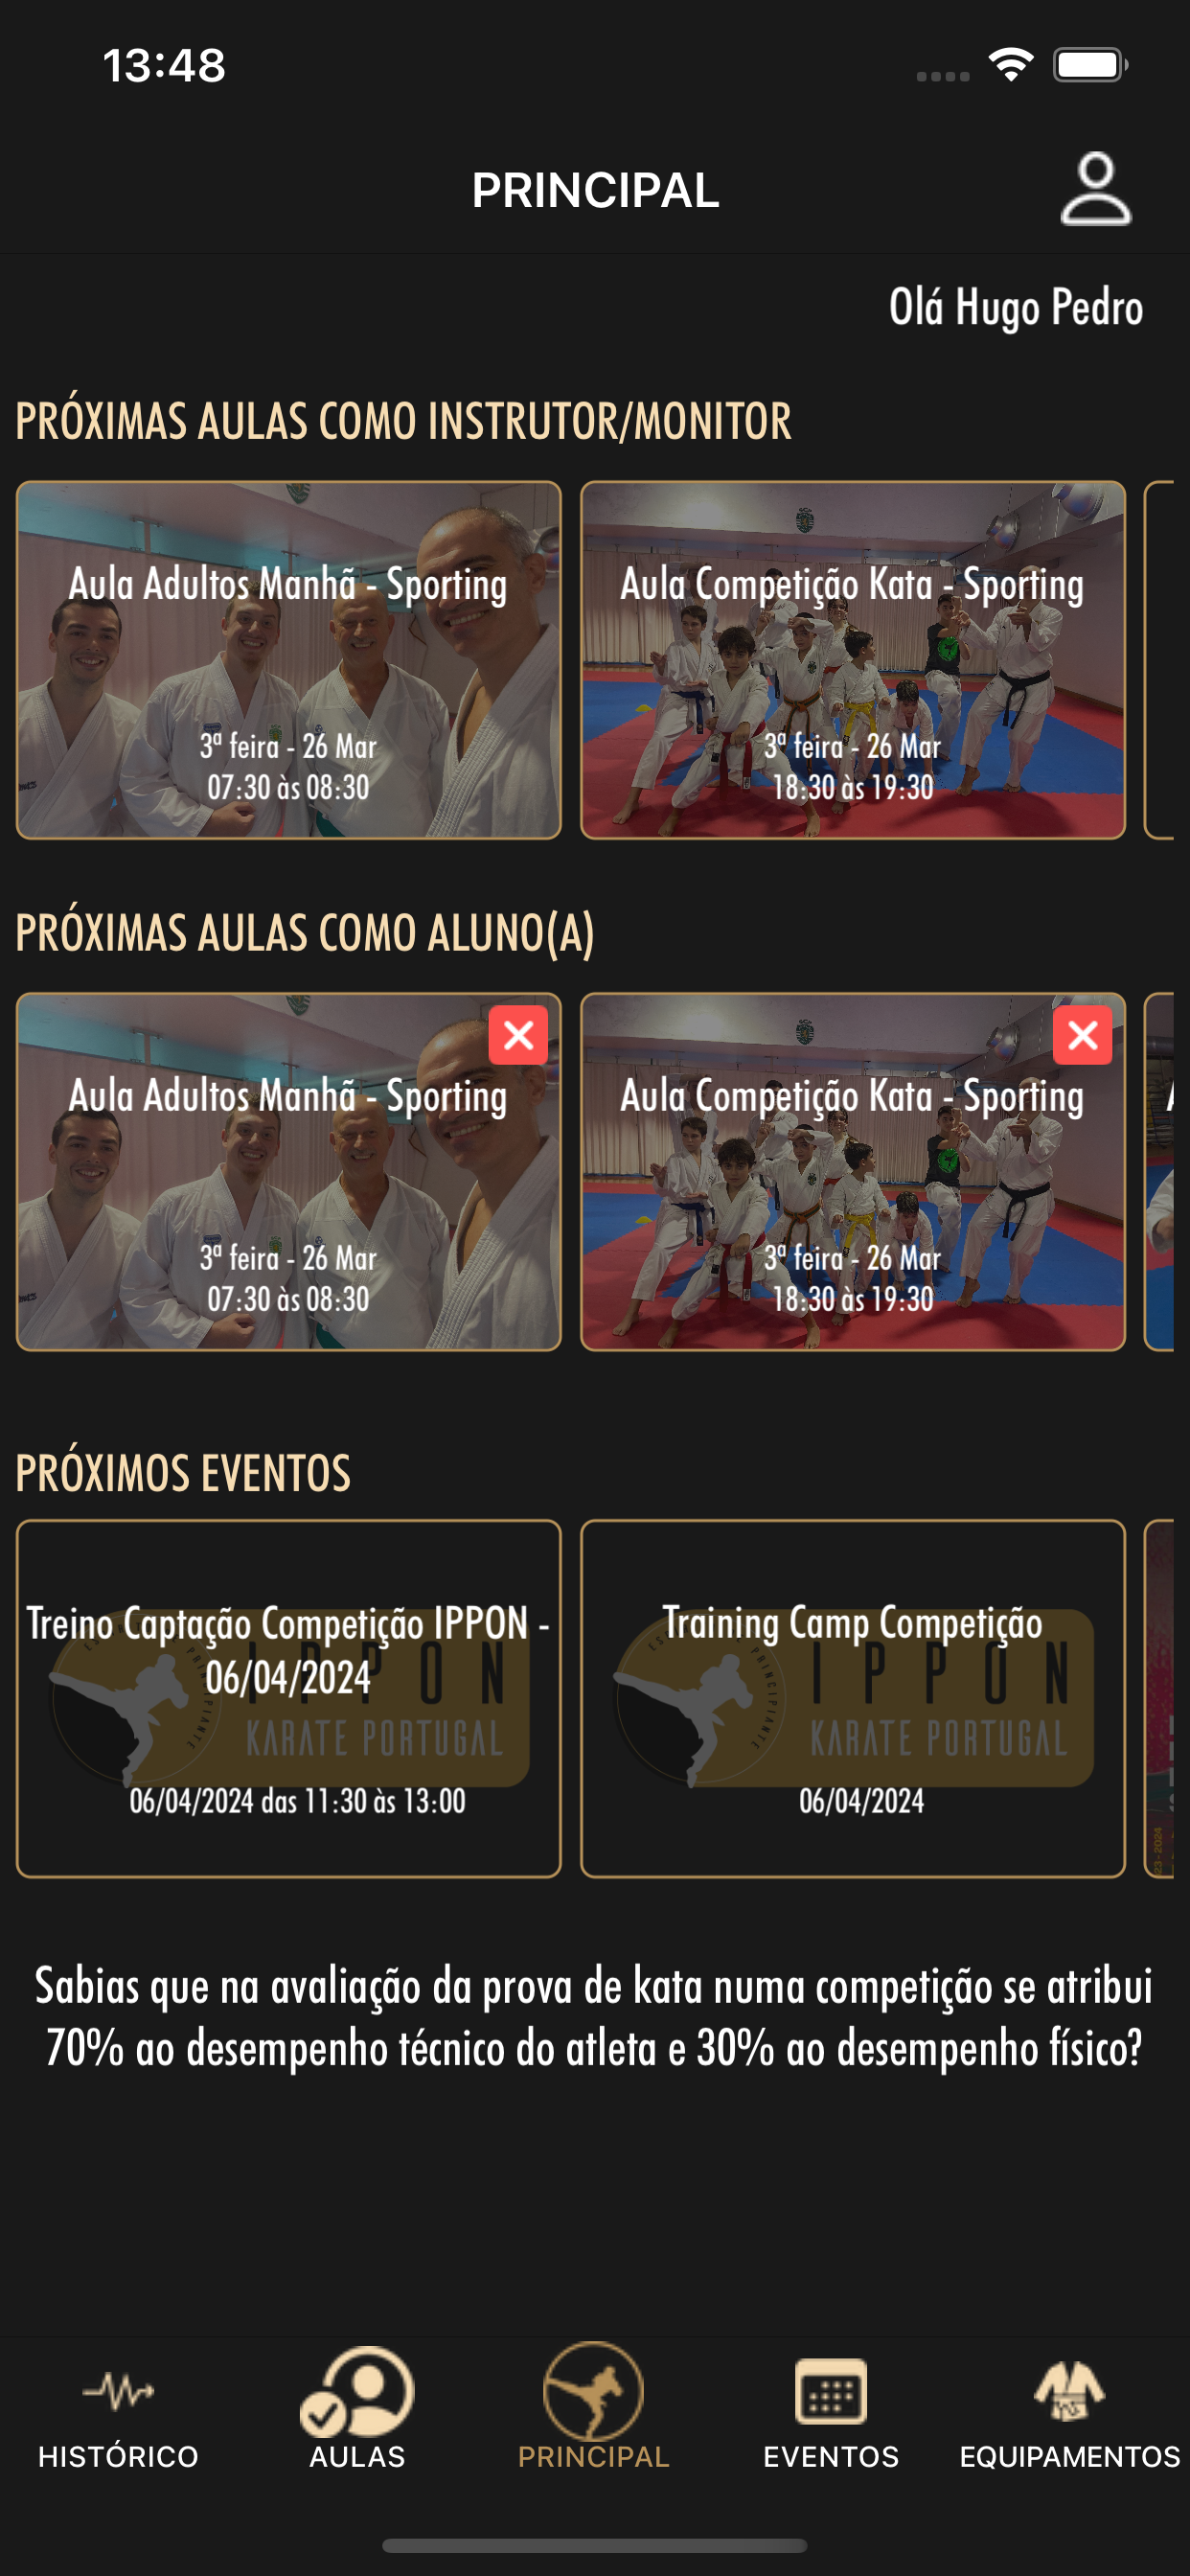 13:48
PRINCIPAL
Olá Hugo Pedro
PRÓXIMAS AULAS COMO INSTRUTOR/MONITOR
Aula Adultos Manhã - Sporting
3ª feira - 26 Mar
07:30 às 08:30
Aula Competição Kata - Sporting
3ª feira - 26 Mar
18:30 às 19:30
PRÓXIMAS AULAS COMO ALUNO(A)
Aula Adultos Manhã - Sporting
3ª feira - 26 Mar
07:30 às 08:30
Aula Competição Kata - Sporting
3ª feira - 26 Mar
18:30 às 19:30
PRÓXIMOS EVENTOS
Treino Captação Competição IPPON -
06/04/2024
IPPON
KARATE PORTUGAL
06/04/2024 das 11:30 às 13:00
Training Camp Competição
IPPON
KARATE PORTUGAL
06/04/2024
Sabias que na avaliação da prova de kata numa competição se atribui
70% ao desempenho técnico do atleta e 30% ao desempenho físico?
HISTÓRICO
AULAS
PRINCIPAL
EVENTOS
EQUIPAMENTOS